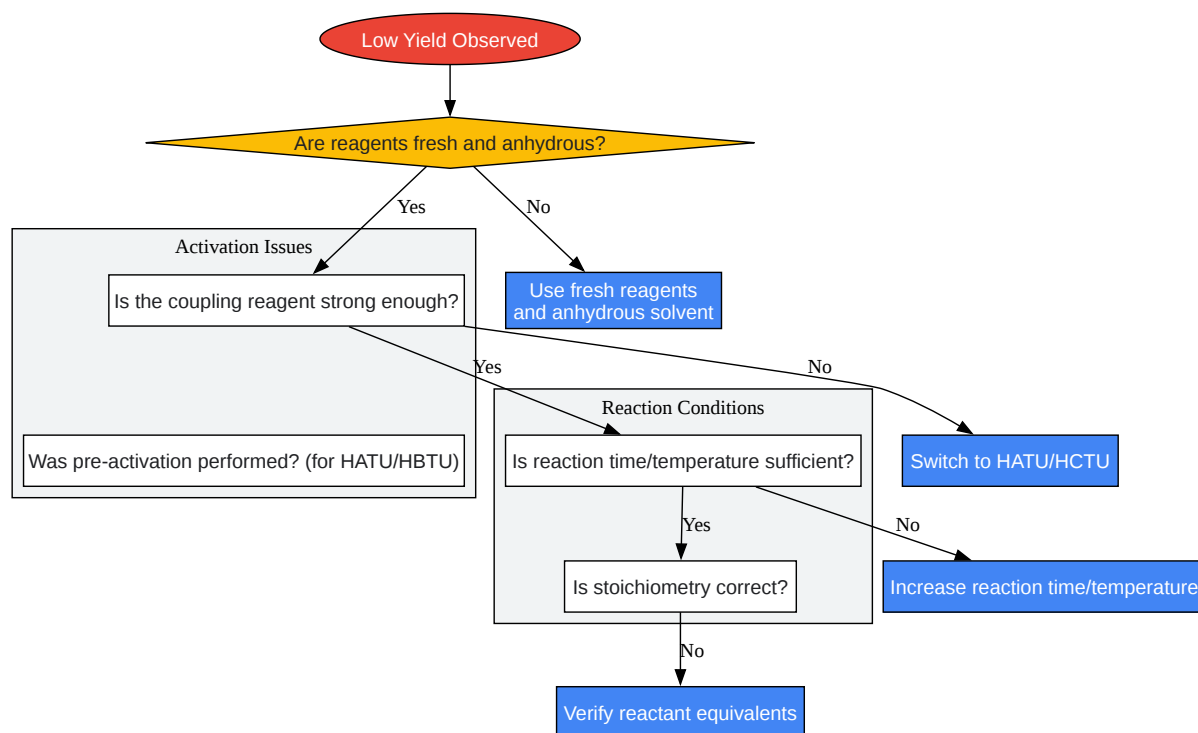 Low Yield Observed
Are reagents fresh and anhydrous?
Yes
No
Activation Issues
Is the coupling reagent strong enough?
Use fresh reagents
and anhydrous solvent
Yes
No
Reaction Conditions
Was pre-activation performed? (for HATU/HBTU)
Is reaction time/temperature sufficient?
Switch to HATU/HCTU
Yes
No
Is stoichiometry correct?
Increase reaction time/temperature
No
Verify reactant equivalents